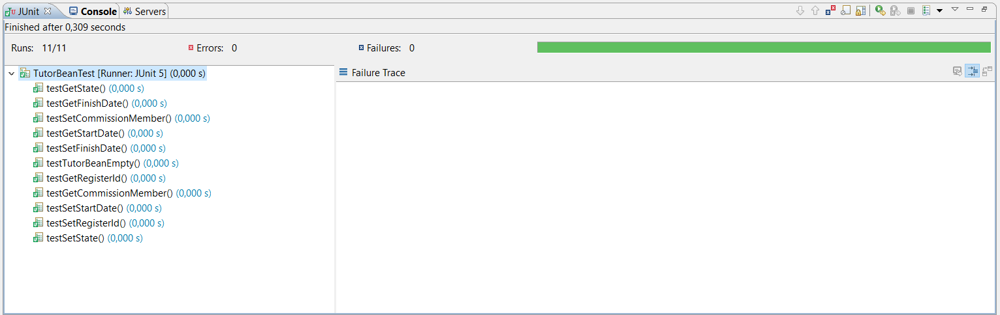 JUnit Console Servers
Finished after 0,309 seconds
Runs: 11/11 Errors: 0 Failures: 0
TutorBeanTest [Runner: JUnit 5] (0,000 s)
Failure Trace
testGetState() (0,000 s)
testGetFinishDate() (0,000 s)
testSetCommissionMember() (0,000 s)
testGetStartDate() (0,000 s)
testSetFinishDate() (0,000 s)
testTutorBeanEmpty() (0,000 s)
testGetRegisterId() (0,000 s)
testGetCommissionMember() (0,000 s)
testSetStartDate() (0,000 s)
testSetRegisterId() (0,000 s)
testSetState() (0,000 s)